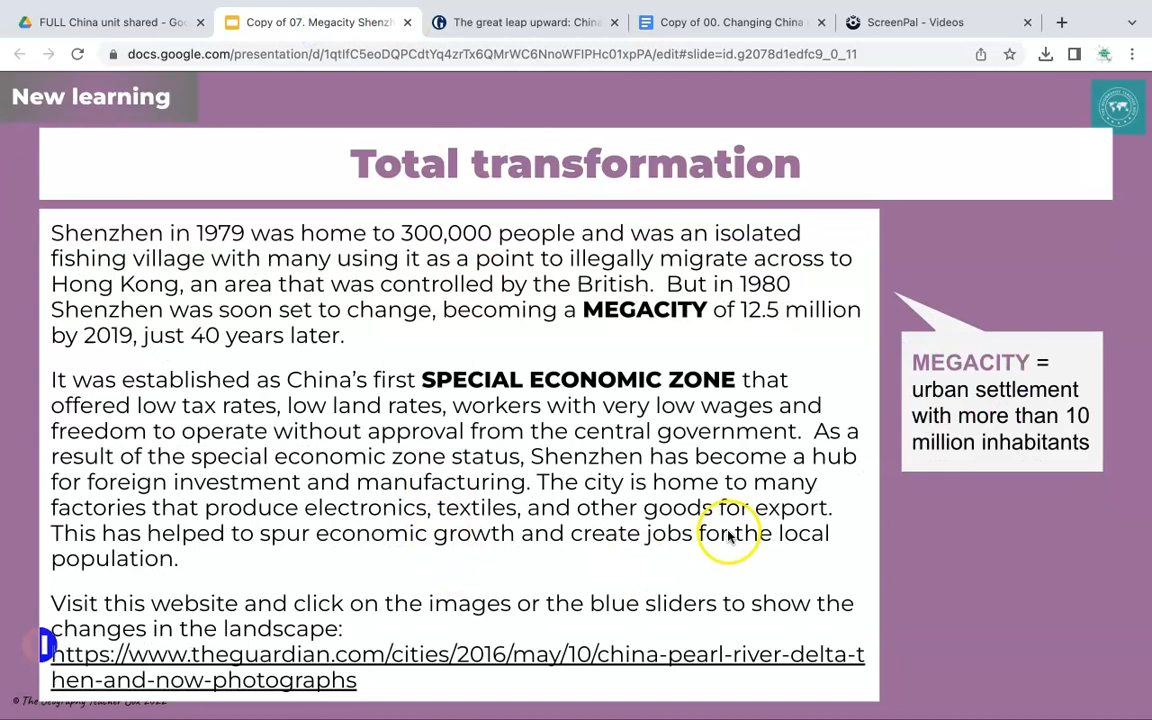 FULL China unit shared - Goo
Copy of 07. Megacity Shenzh
The great leap upward: China
Copy of 00. Changing China u
ScreenPal - Videos
docs.google.com/presentation/d/1qtIfC5eoDQPCdtYq4zrTx6QMrWC6NnoWFIPHc01xpPA/edit#slide=id.g2078d1edfc9_0_11
New learning
Total transformation
Shenzhen in 1979 was home to 300,000 people and was an isolated
fishing village with many using it as a point to illegally migrate across to
Hong Kong, an area that was controlled by the British.  But in 1980
Shenzhen was soon set to change, becoming a MEGACITY of 12.5 million
by 2019, just 40 years later.
It was established as China's first SPECIAL ECONOMIC ZONE that
offered low tax rates, low land rates, workers with very low wages and
freedom to operate without approval from the central government.  As a
result of the special economic zone status, Shenzhen has become a hub
for foreign investment and manufacturing. The city is home to many
factories that produce electronics, textiles, and other goods for export.
This has helped to spur economic growth and create jobs for the local
population.
Visit this website and click on the images or the blue sliders to show the
changes in the landscape:
https://www.theguardian.com/cities/2016/may/10/china-pearl-river-delta-t
hen-and-now-photographs
MEGACITY =
urban settlement
with more than 10
million inhabitants
© The Geography Teacher Box 2022